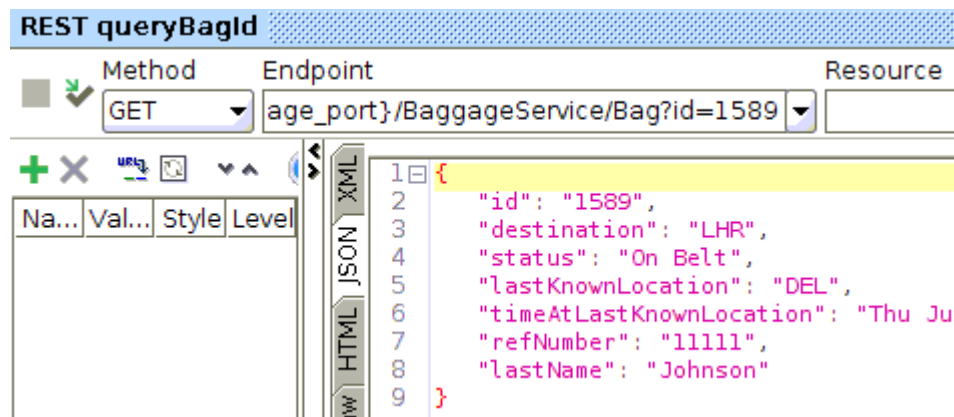 REST queryBagId
Method Endpoint Resource
GET age_port}/BaggageService/Bag?id=1589
Na... Val... Style Level
XML
JSON
HTML
1 {
2 "id": "1589",
3 "destination": "LHR",
4 "status": "On Belt",
5 "lastKnownLocation": "DEL",
6 "timeAtLastKnownLocation": "Thu Ju
7 "refNumber": "11111",
8 "lastName": "Johnson"
9 }